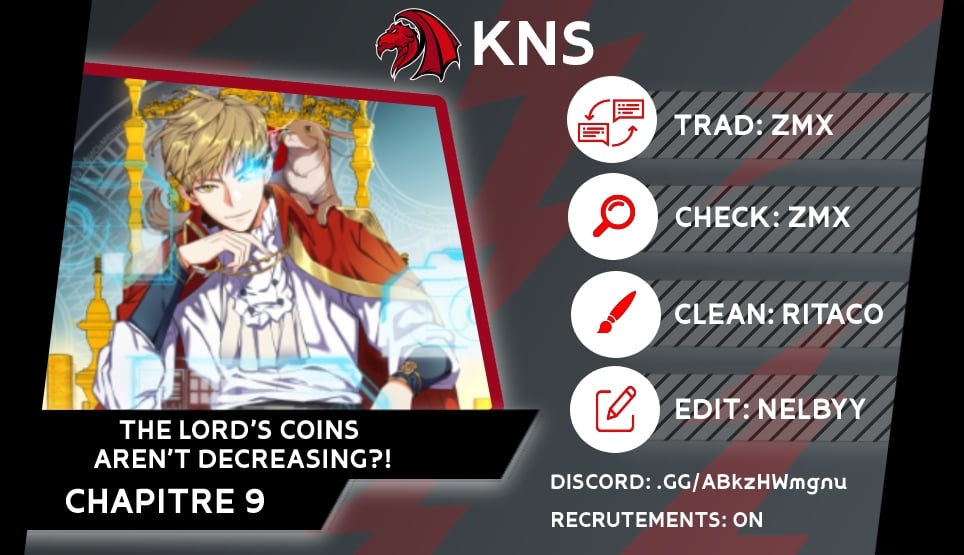 KNS
TRAD: ZMX
CHECK: ZMX
CLEAN: RITACO
EDIT: NELBYY
THE LORD'S COINS
AREN'T DECREASING?!
CHAPITRE 9
DISCORD: .GG/ABkzHWmgnu
RECRUTEMENTS: ON